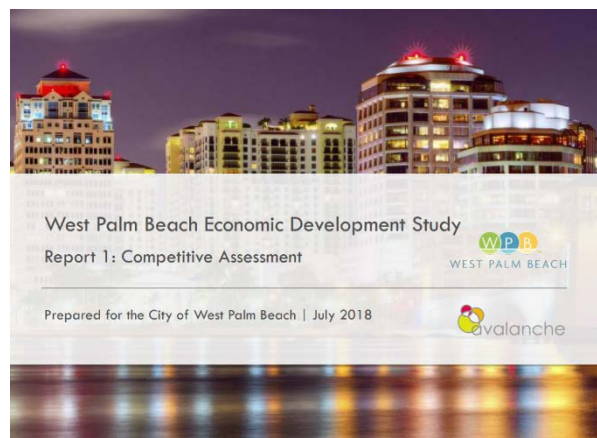 West Palm Beach Economic Development Study
Report 1: Competitive Assessment
WPB
WEST PALM BEACH
Prepared for the City of West Palm Beach | July 2018
avalanche